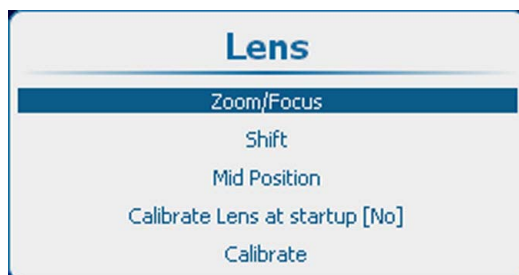 Lens
Zoom/Focus
Shift
Mid Position
Calibrate Lens at startup [No]
Calibrate